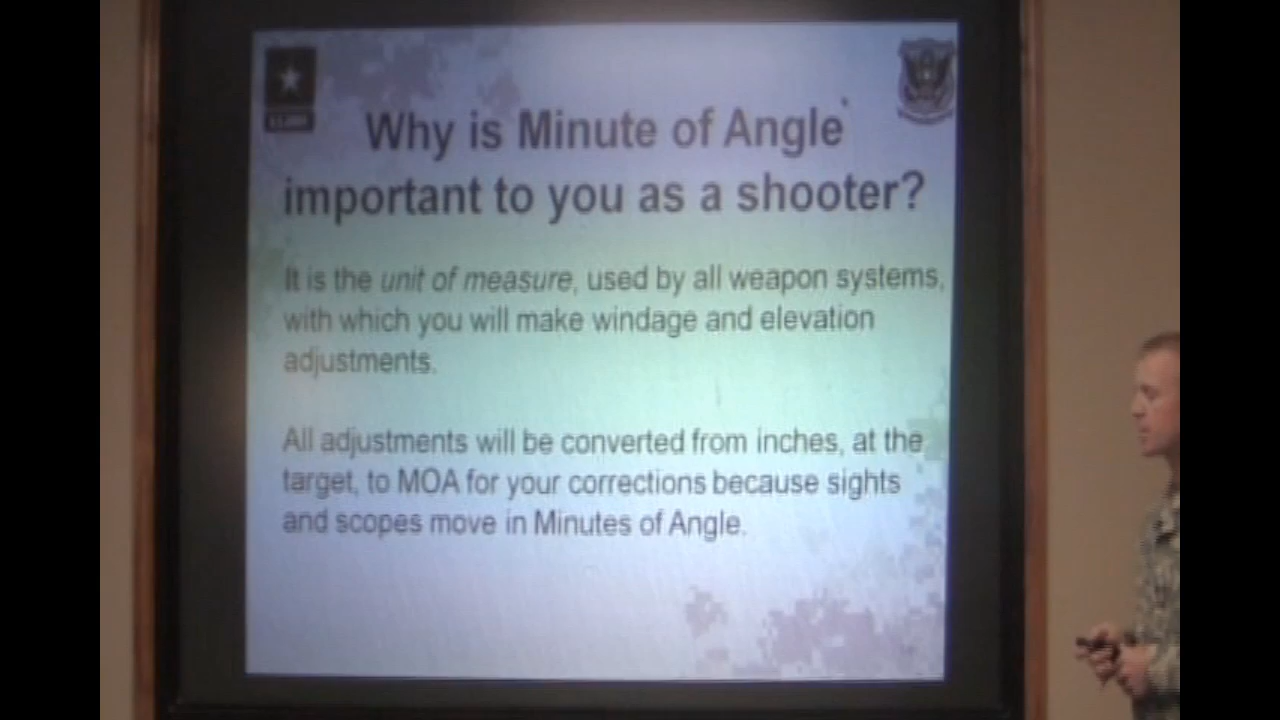 Why is Minute of Angle
important to you as a shooter?
It is the unit of measure, used by all weapon systems,
with which you will make windage and elevation
adjustments.
All adjustments will be converted from inches, at the
target, to MOA for your corrections because sights
and scopes move in Minutes of Angle.